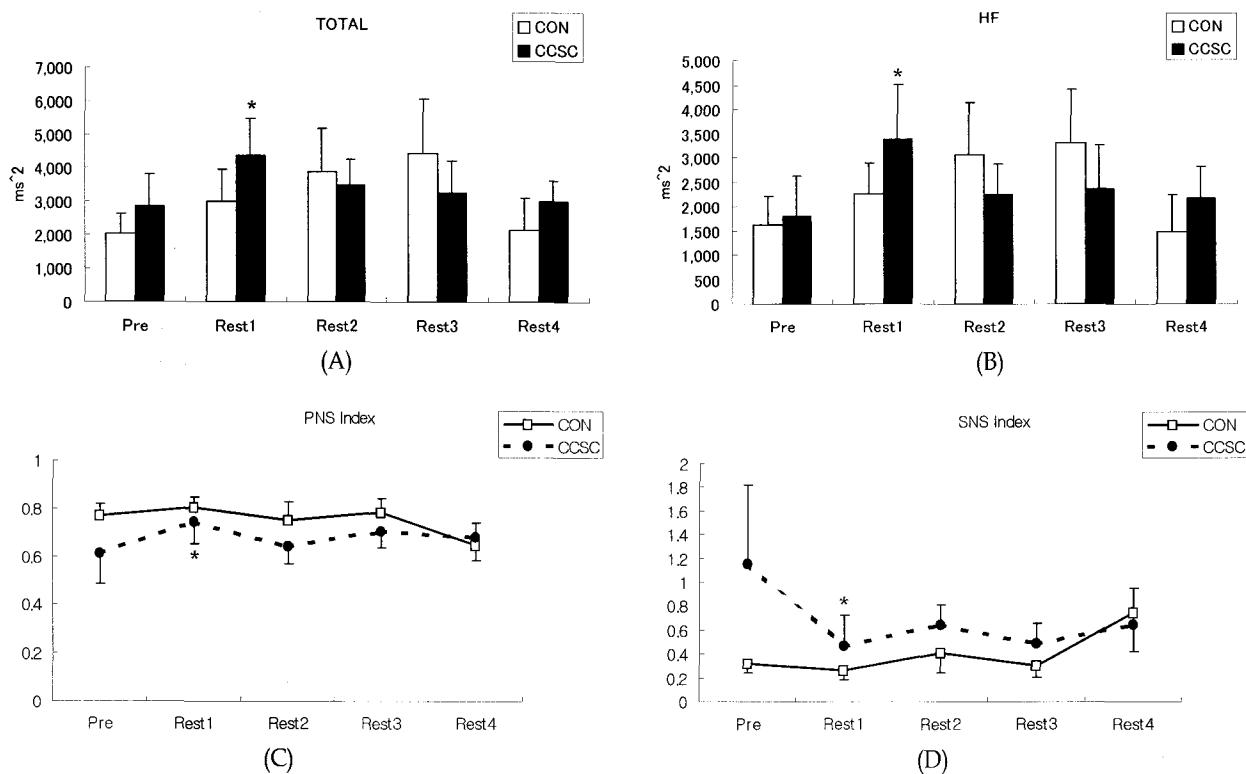 TOTAL
CON
CCSC
7,000
6,000
5,000
4,000
3,000
2,000
1,000
0
ms^2
*
Pre Rest1 Rest2 Rest3 Rest4
(A)
HF
CON
CCSC
5,000
4,500
4,000
3,500
3,000
2,500
2,000
1,500
1,000
500
0
ms^2
*
Pre Rest1 Rest2 Rest3 Rest4
(B)
PNS Index
CON
CCSC
1
0.8
0.6
0.4
0.2
0
*
Pre Rest1 Rest2 Rest3 Rest4
(C)
SNS Index
CON
CCSC
2
1.8
1.6
1.4
1.2
1
0.8
0.6
0.4
0.2
0
*
Pre Rest1 Rest2 Rest3 Rest4
(D)